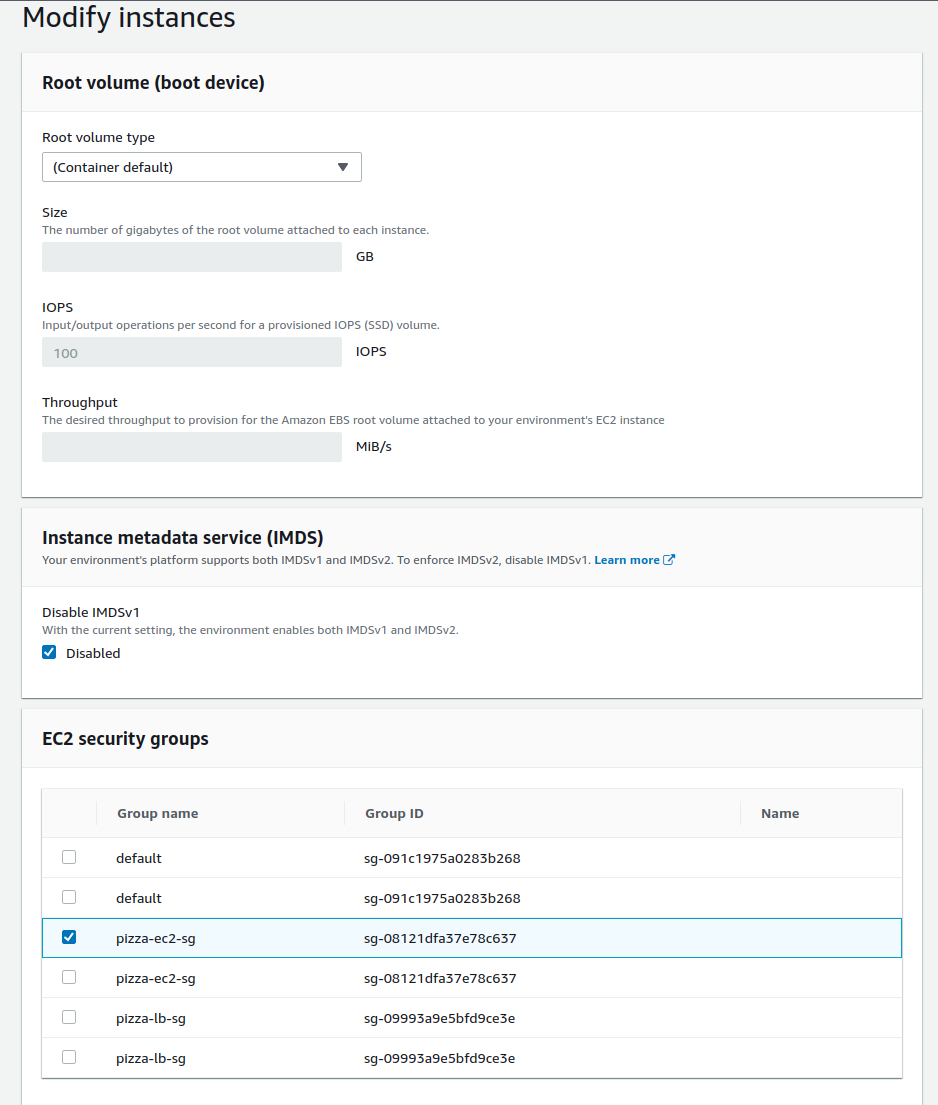 Modify instances
Root volume (boot device)
Root volume type
(Container default)
Size
The number of gigabytes of the root volume attached to each instance.
GB
IOPS
Input/output operations per second for a provisioned IOPS (SSD) volume.
100 IOPS
Throughput
The desired throughput to provision for the Amazon EBS root volume attached to your environment's EC2 instance
MiB/s
Instance metadata service (IMDS)
Your environment's platform supports both IMDSv1 and IMDSv2. To enforce IMDSv2, disable IMDSv1. Learn more
Disable IMDSv1
With the current setting, the environment enables both IMDSv1 and IMDSv2.
Disabled
EC2 security groups
Group name Group ID Name
default sg-091c1975a0283b268
default sg-091c1975a0283b268
pizza-ec2-sg sg-08121dfa37e78c637
pizza-ec2-sg sg-08121dfa37e78c637
pizza-lb-sg sg-09993a9e5bfd9ce3e
pizza-lb-sg sg-09993a9e5bfd9ce3e